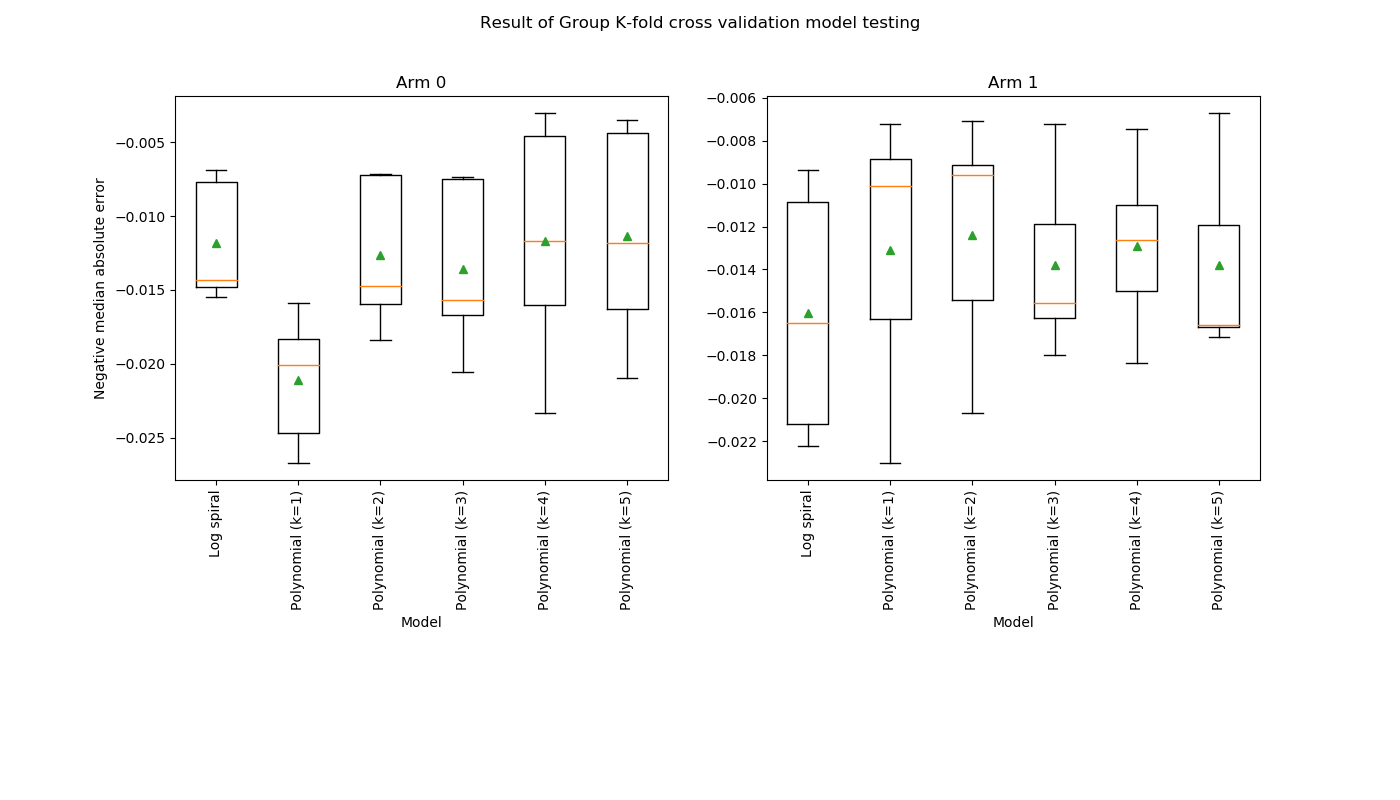 Result of Group K-fold cross validation model testing
Arm 0
Negative median absolute error
−0.005
−0.010
−0.015
−0.020
−0.025
Log spiral
Polynomial (k=1)
Polynomial (k=2)
Polynomial (k=3)
Polynomial (k=4)
Polynomial (k=5)
Model
Arm 1
−0.006
−0.008
−0.010
−0.012
−0.014
−0.016
−0.018
−0.020
−0.022
Log spiral
Polynomial (k=1)
Polynomial (k=2)
Polynomial (k=3)
Polynomial (k=4)
Polynomial (k=5)
Model